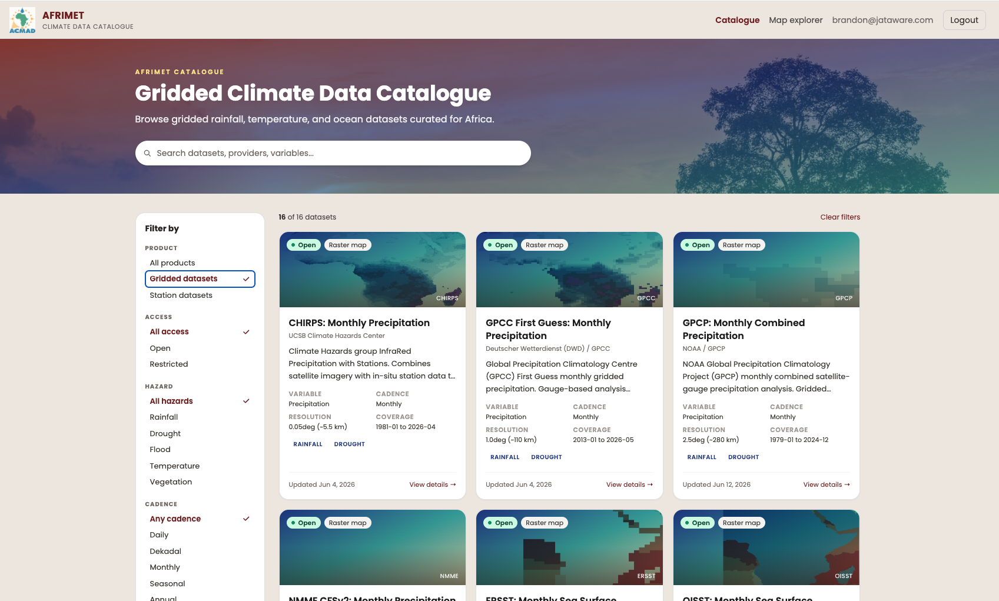 ACMAD
AFRIMET
CLIMATE DATA CATALOGUE
Catalogue
Map explorer
brandon@jataware.com
Logout
AFRIMET CATALOGUE
Gridded Climate Data Catalogue
Browse gridded rainfall, temperature, and ocean datasets curated for Africa.
Search datasets, providers, variables...
Filter by
PRODUCT
All products
Gridded datasets
Station datasets
ACCESS
All access
Open
Restricted
HAZARD
All hazards
Rainfall
Drought
Flood
Temperature
Vegetation
CADENCE
Any cadence
Daily
Dekadal
Monthly
Seasonal
Annual
16 of 16 datasets
Clear filters
Open
Raster map
CHIRPS
CHIRPS: Monthly Precipitation
UCSB Climate Hazards Center
Climate Hazards group InfraRed
Precipitation with Stations. Combines
satellite imagery with in-situ station data t...
VARIABLE
Precipitation
CADENCE
Monthly
RESOLUTION
0.05deg (~5.5 km)
COVERAGE
1981-01 to 2026-04
RAINFALL
DROUGHT
Updated Jun 4, 2026
View details →
Open
Raster map
GPCC
GPCC First Guess: Monthly
Precipitation
Deutscher Wetterdienst (DWD) / GPCC
Global Precipitation Climatology Centre
(GPCC) First Guess monthly gridded
precipitation. Gauge-based analysis...
VARIABLE
Precipitation
CADENCE
Monthly
RESOLUTION
1.0deg (~110 km)
COVERAGE
2013-01 to 2026-05
RAINFALL
DROUGHT
Updated Jun 4, 2026
View details →
Open
Raster map
GPCP
GPCP: Monthly Combined
Precipitation
NOAA / GPCP
NOAA Global Precipitation Climatology
Project (GPCP) monthly combined satellite-
gauge precipitation analysis. Gridded...
VARIABLE
Precipitation
CADENCE
Monthly
RESOLUTION
2.5deg (~280 km)
COVERAGE
1979-01 to 2024-12
RAINFALL
DROUGHT
Updated Jun 12, 2026
View details →
Open
Raster map
NMME
NMME CFSv2: Monthly Precipitation
Open
Raster map
ERSST
ERSST: Monthly Sea Surface
Open
Raster map
OISST
OISST: Monthly Sea Surface